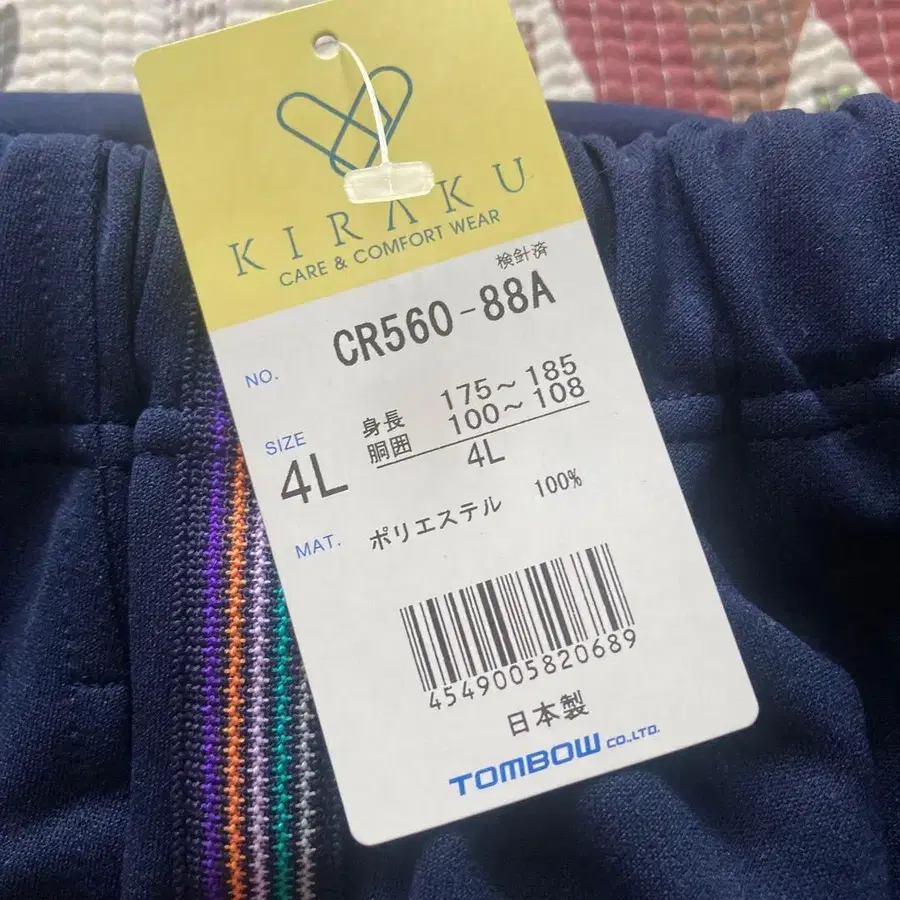 KIRAKU
CARE & COMFORT WEAR
検針済
NO. CR560-88A
SIZE 4L
身長 175～185
胴囲 100～108
4L
MAT. ポリエステル 100%
4549005820689
日本製
TOMBOW CO.,LTD.